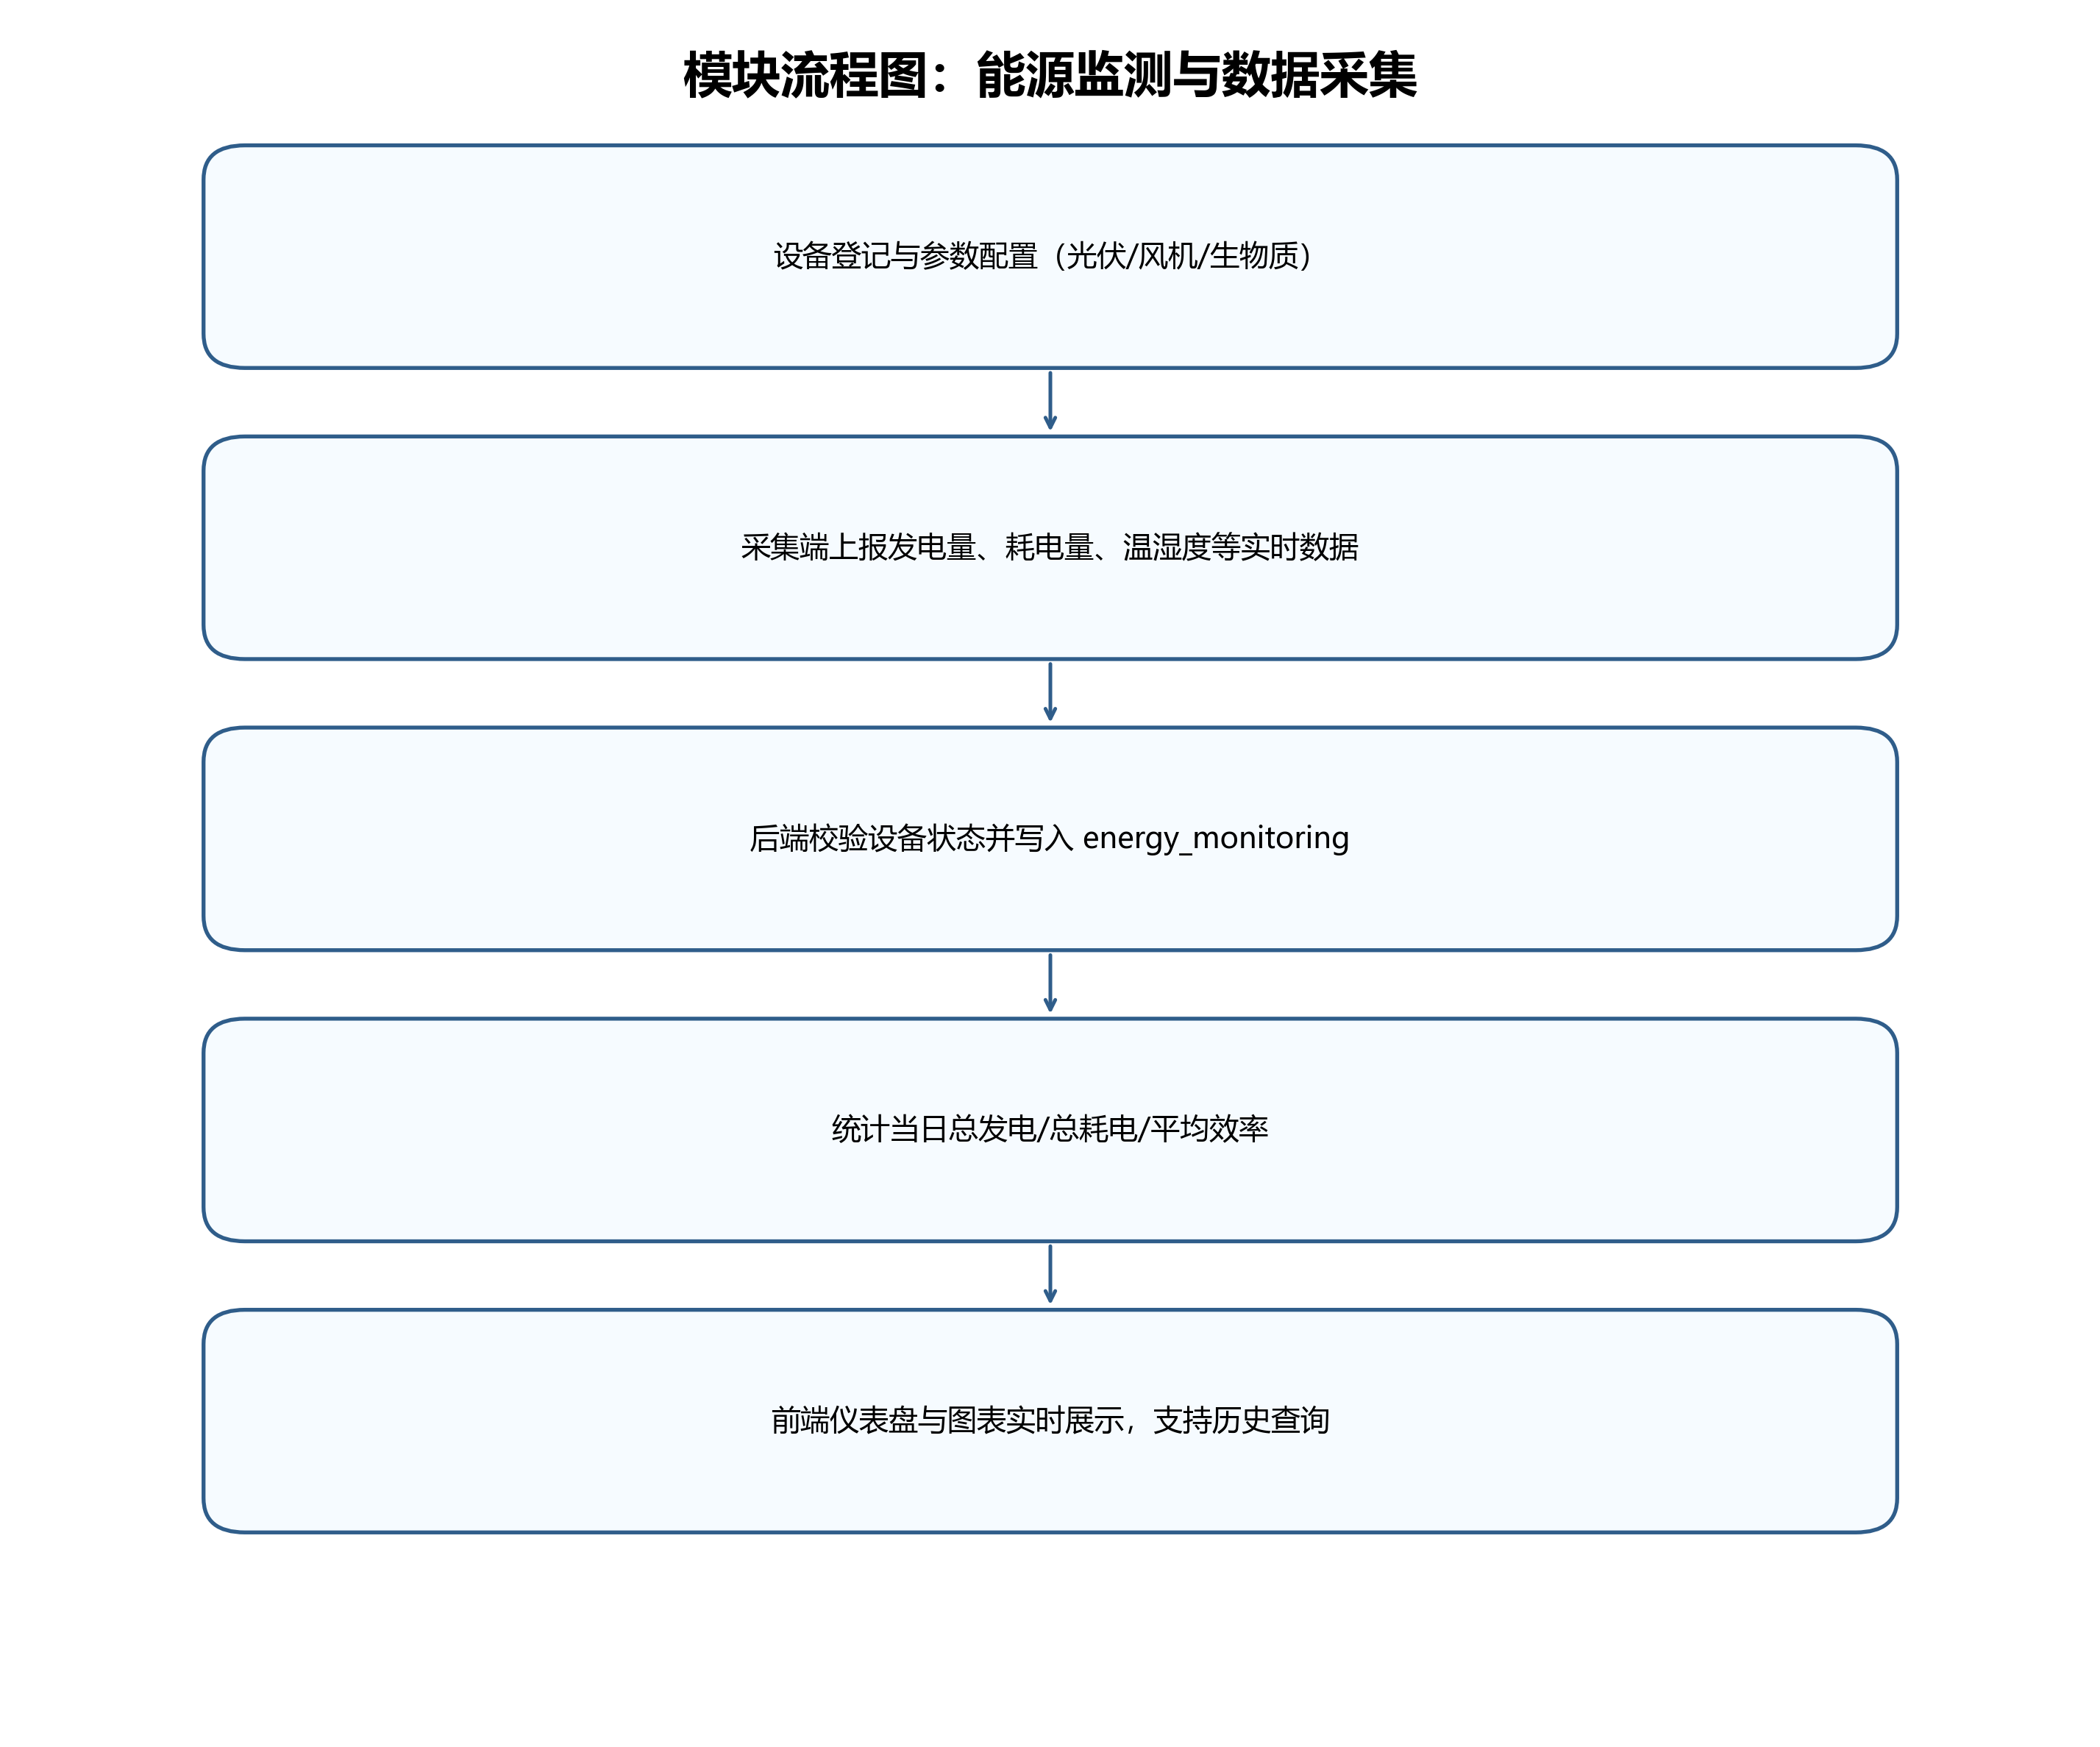 模块流程图：能源监测与数据采集
设备登记与参数配置（光伏/风机/生物质）
采集端上报发电量、耗电量、温湿度等实时数据
后端校验设备状态并写入 energy_monitoring
统计当日总发电/总耗电/平均效率
前端仪表盘与图表实时展示，支持历史查询